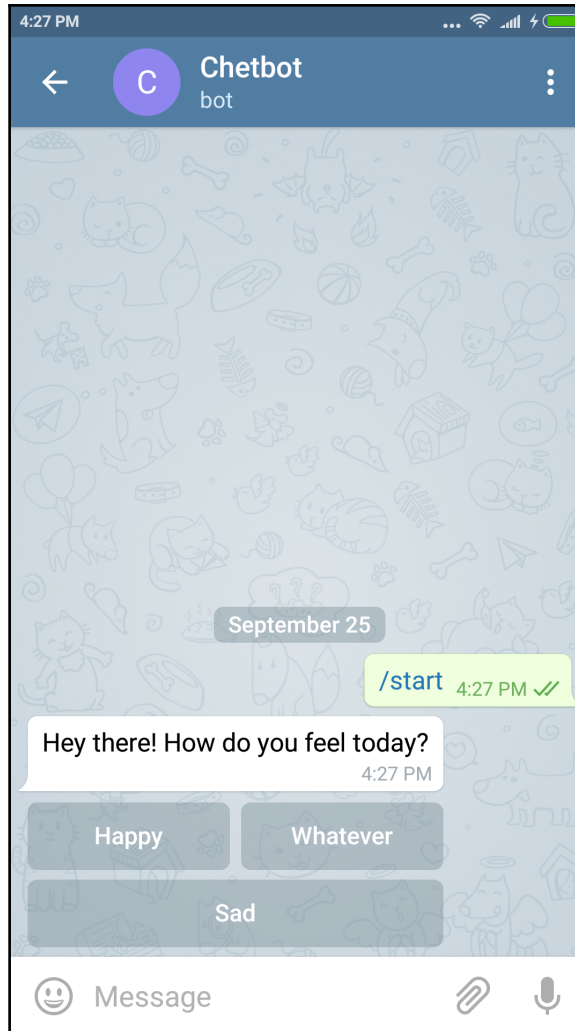 4:27 PM
C
Chetbot
bot
September 25
/start 4:27 PM
Hey there! How do you feel today?
4:27 PM
Happy Whatever
Sad
Message